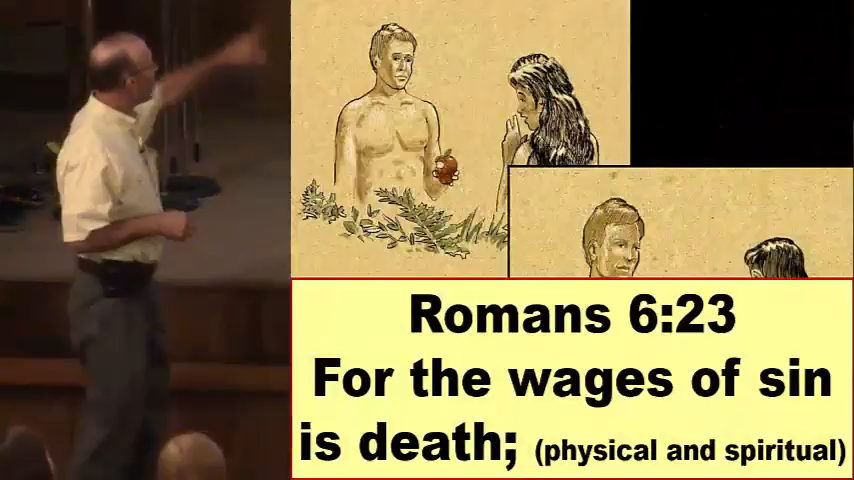 Romans 6:23
For the wages of sin
is death; (physical and spiritual)